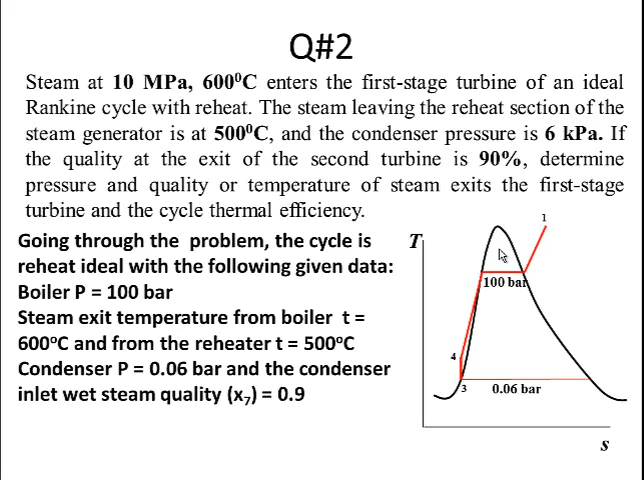 Q#2
Steam at 10 MPa, 600⁰C enters the first-stage turbine of an ideal
Rankine cycle with reheat. The steam leaving the reheat section of the
steam generator is at 500⁰C, and the condenser pressure is 6 kPa. If
the quality at the exit of the second turbine is 90%, determine
pressure and quality or temperature of steam exits the first-stage
turbine and the cycle thermal efficiency.
Going through the problem, the cycle is
reheat ideal with the following given data:
Boiler P = 100 bar
Steam exit temperature from boiler t =
600ºC and from the reheater t = 500ºC
Condenser P = 0.06 bar and the condenser
inlet wet steam quality (x₇) = 0.9
T
1
100 bar
4
3
0.06 bar
s